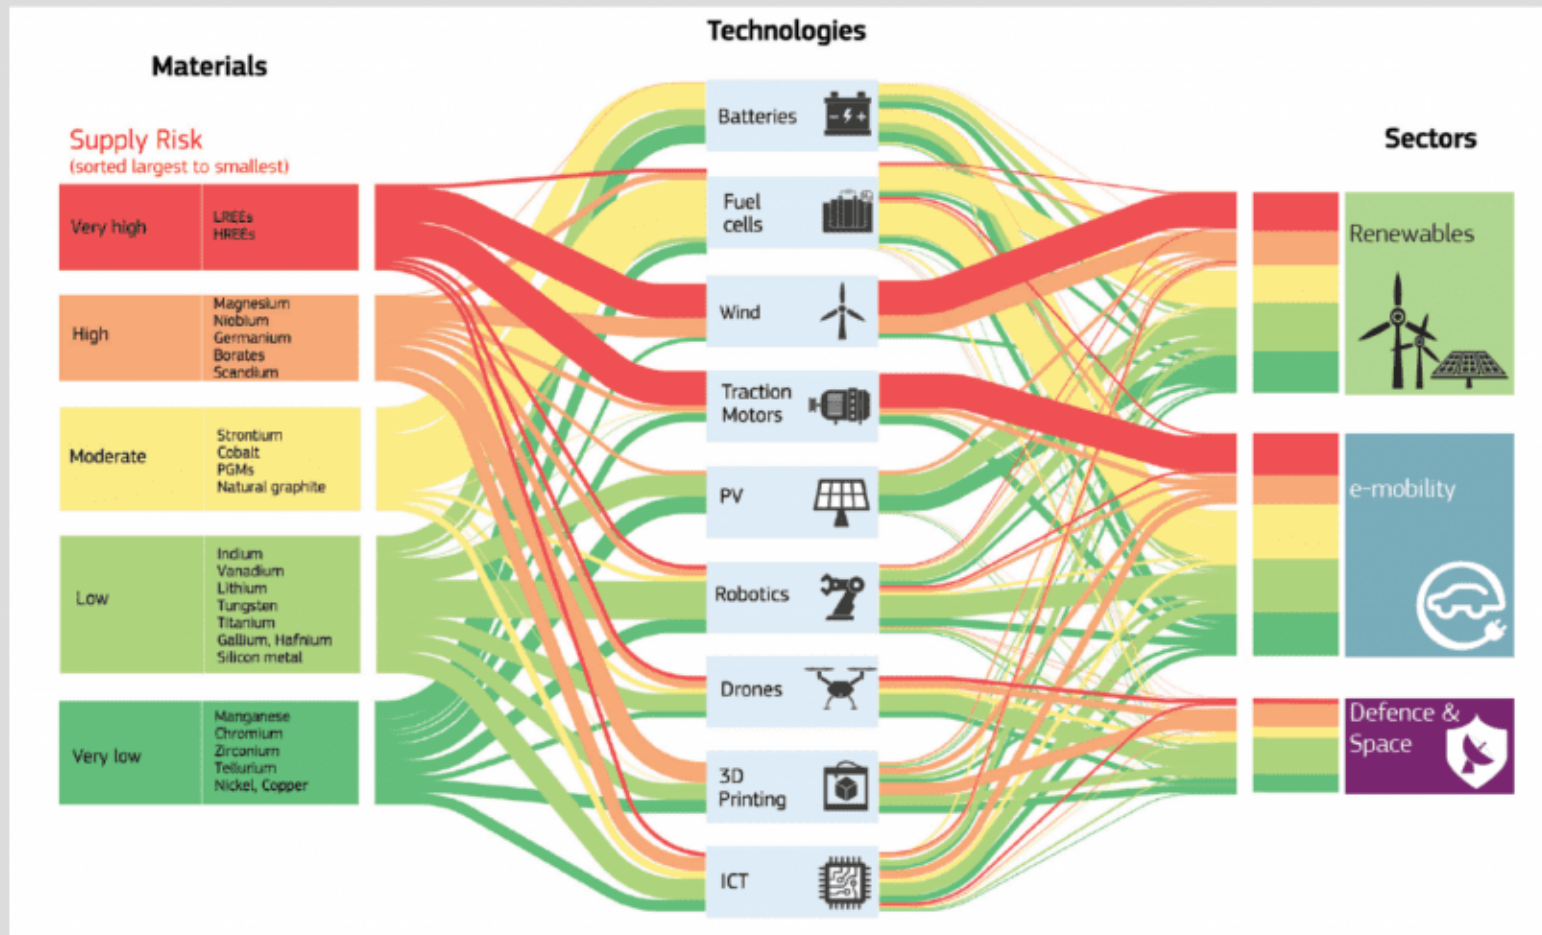 Technologies
Materials
Sectors
Supply Risk
(sorted largest to smallest)
Very high
LREEs
HREEs
High
Magnesium
Niobium
Germanium
Borates
Scandium
Moderate
Strontium
Cobalt
PGMs
Natural graphite
Low
Indium
Vanadium
Lithium
Tungsten
Titanium
Gallium, Hafnium
Silicon metal
Very low
Manganese
Chromium
Zirconium
Tellurium
Nickel, Copper
Batteries
Fuel
cells
Wind
Traction
Motors
PV
Robotics
Drones
3D
Printing
ICT
Renewables
e-mobility
Defence &
Space